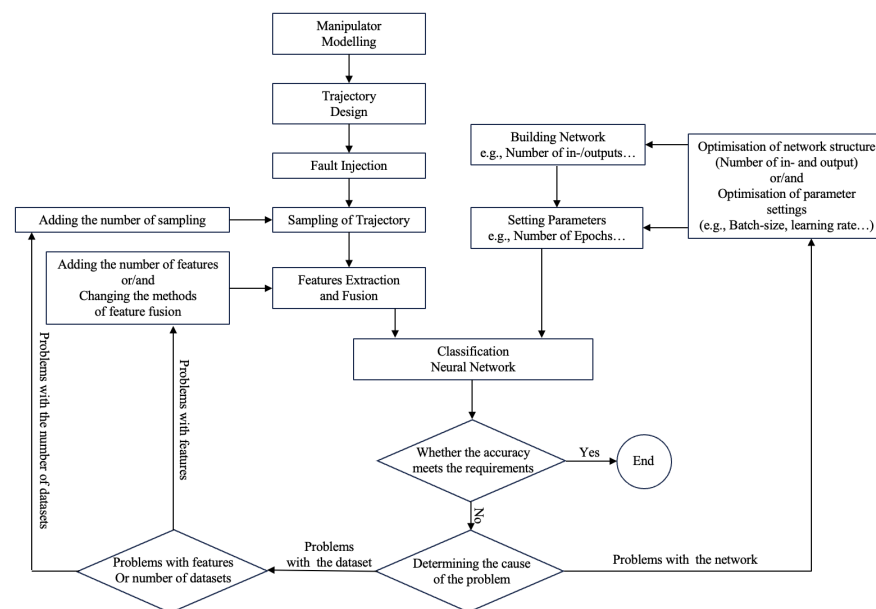 Manipulator
Modelling
Trajectory
Design
Fault Injection
Adding the number of sampling
Sampling of Trajectory
Adding the number of features
or/and
Changing the methods
of feature fusion
Features Extraction
and Fusion
Building Network
e.g., Number of in-/outputs…
Setting Parameters
e.g., Number of Epochs…
Optimisation of network structure
(Number of in- and output)
or/and
Optimisation of parameter
settings
(e.g., Batch-size, learning rate…)
Classification
Neural Network
Whether the accuracy
meets the requirements
Yes
End
No
Determining the cause
of the problem
Problems with the network
Problems
with the dataset
Problems with features
Or number of datasets
Problems with features
Problems with the number of datasets